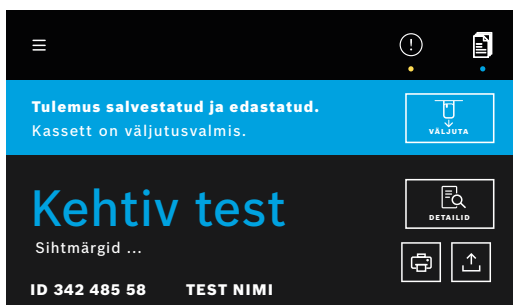 Tulemus salvestatud ja edastatud.
Kassett on väljutusvalmis.
VÄLJUTA
Kehtiv test
DETAILID
Sihtmärgid ...
ID 342 485 58 TEST NIMI